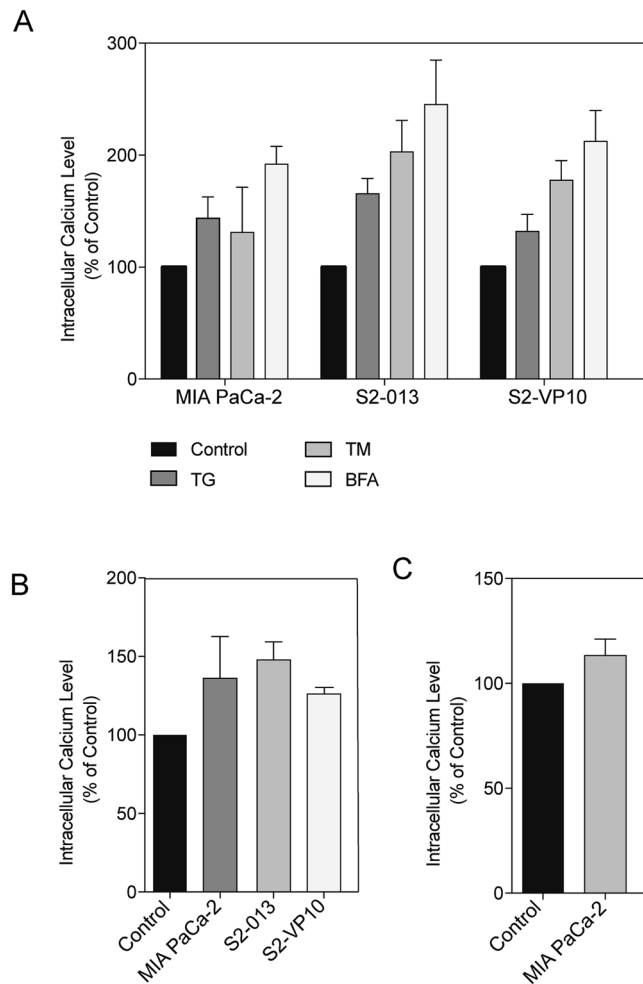 A
Intracellular Calcium Level
(% of Control)
300
200
100
0
MIA PaCa-2 S2-013 S2-VP10
Control TM
TG BFA
B
Intracellular Calcium Level
(% of Control)
200
150
100
50
0
Control MIA PaCa-2 S2-013 S2-VP10
C
Intracellular Calcium Level
(% of Control)
150
100
50
0
Control MIA PaCa-2